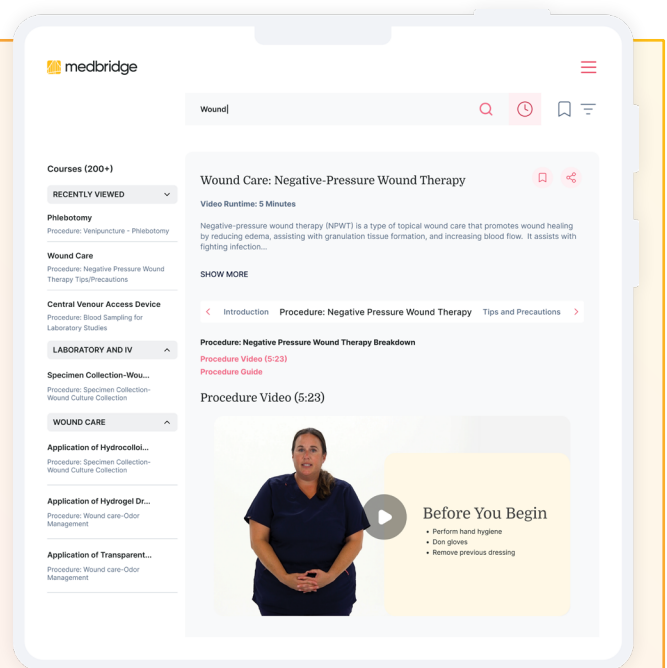 medbridge
Wound
Courses (200+)
RECENTLY VIEWED
Phlebotomy
Procedure: Venipuncture - Phlebotomy
Wound Care
Procedure: Negative Pressure Wound
Therapy Tips/Precautions
Central Venour Access Device
Procedure: Blood Sampling for
Laboratory Studies
LABORATORY AND IV
Specimen Collection-Wou...
Procedure: Specimen Collection-
Wound Culture Collection
WOUND CARE
Application of Hydrocolloi...
Procedure: Specimen Collection-
Wound Culture Collection
Application of Hydrogel Dr...
Procedure: Wound care-Odor
Management
Application of Transparent...
Procedure: Wound care-Odor
Management
Wound Care: Negative-Pressure Wound Therapy
Video Runtime: 5 Minutes
Negative-pressure wound therapy (NPWT) is a type of topical wound care that promotes wound healing
by reducing edema, assisting with granulation tissue formation, and increasing blood flow. It assists with
fighting infection...
SHOW MORE
Introduction Procedure: Negative Pressure Wound Therapy Tips and Precautions
Procedure: Negative Pressure Wound Therapy Breakdown
Procedure Video (5:23)
Procedure Guide
Procedure Video (5:23)
Before You Begin
• Perform hand hygiene
• Don gloves
• Remove previous dressing